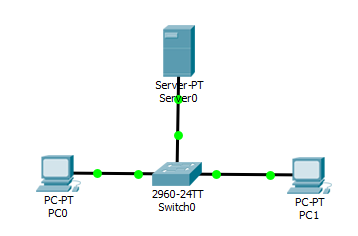 Server-PT
Server0
2960-24TT
Switch0
PC-PT
PC0
PC-PT
PC1